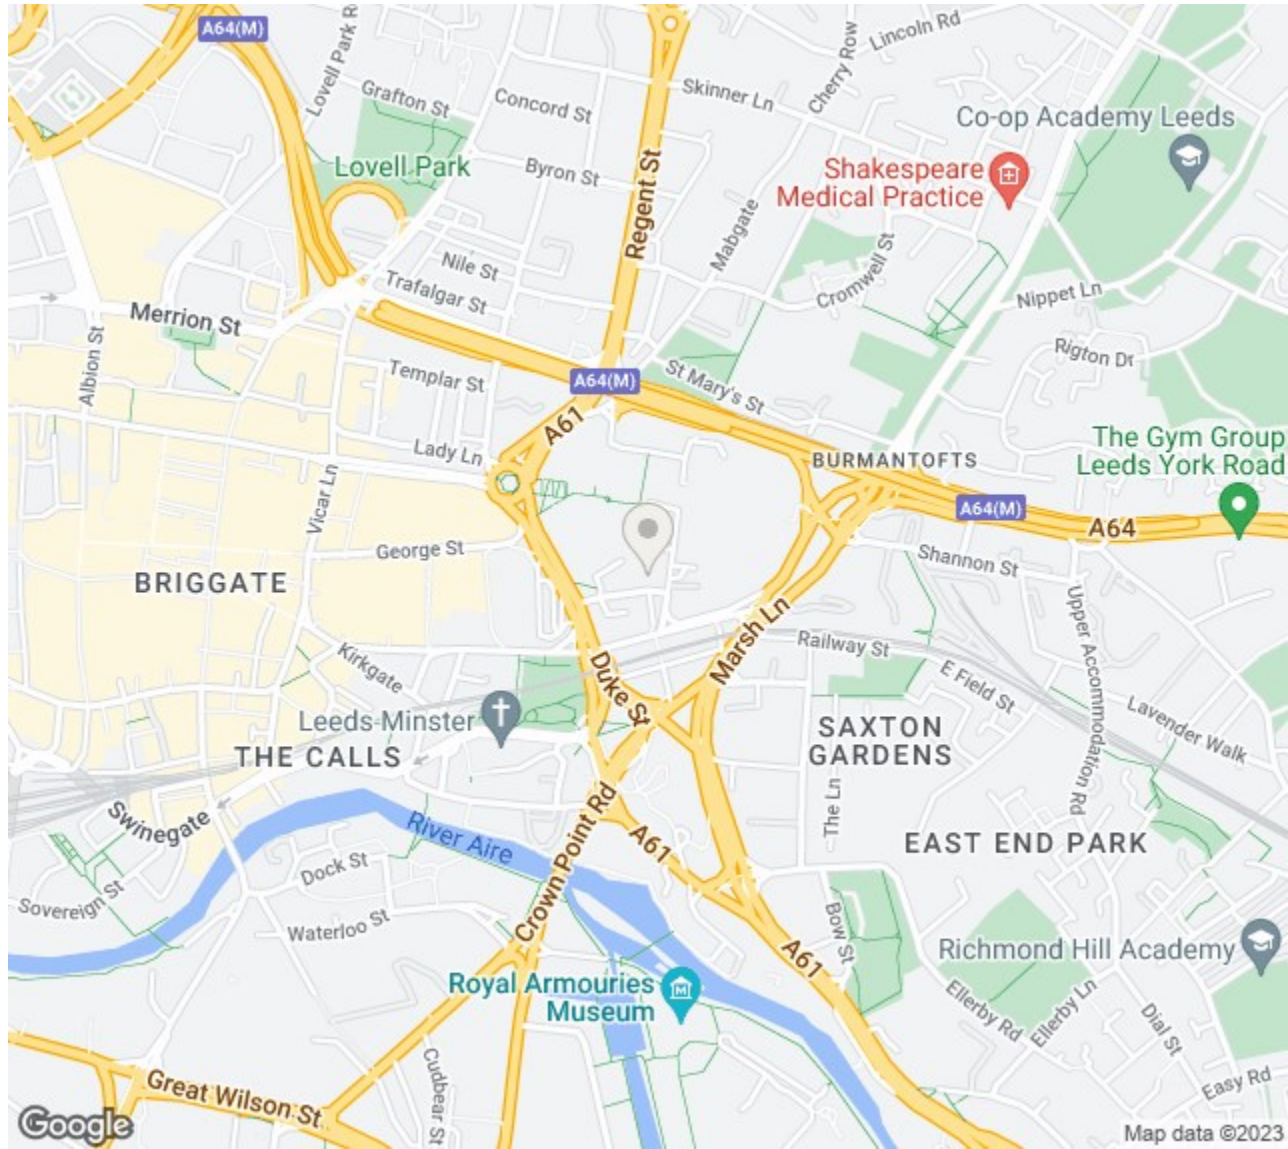 A64(M)
Lovell Park R
Lincoln Rd
Cherry Row
Skinner Ln
Grafton St
Concord St
Co-op Academy Leeds
Lovell Park
Byron St
Regent St
Shakespeare
Medical Practice
Mabgate
Nile St
Cromwell St
Trafalgar St
Nippet Ln
Merrion St
Albion St
Rigton Dr
Templar St
A64(M)
St Mary's St
A61
Lady Ln
BURMANTOFTS
The Gym Group
Leeds York Road
Vicar Ln
A64(M)
A64
George St
Shannon St
BRIGGATE
Upper Accommodation Rd
Marsh Ln
Railway St
Kirkgate
Duke St
E Field St
Leeds Minster
Lavender Walk
SAXTON
GARDENS
THE CALLS
The Ln
Swinegate
Crown Point Rd
River Aire
A61
EAST END PARK
Dock St
Sovereign St
Waterloo St
Bow St
A61
Richmond Hill Academy
Royal Armouries
Museum
Ellerby Rd
Ellerby Ln
Dial St
Cudbear St
Great Wilson St
Easy Rd
Google
Map data ©2023